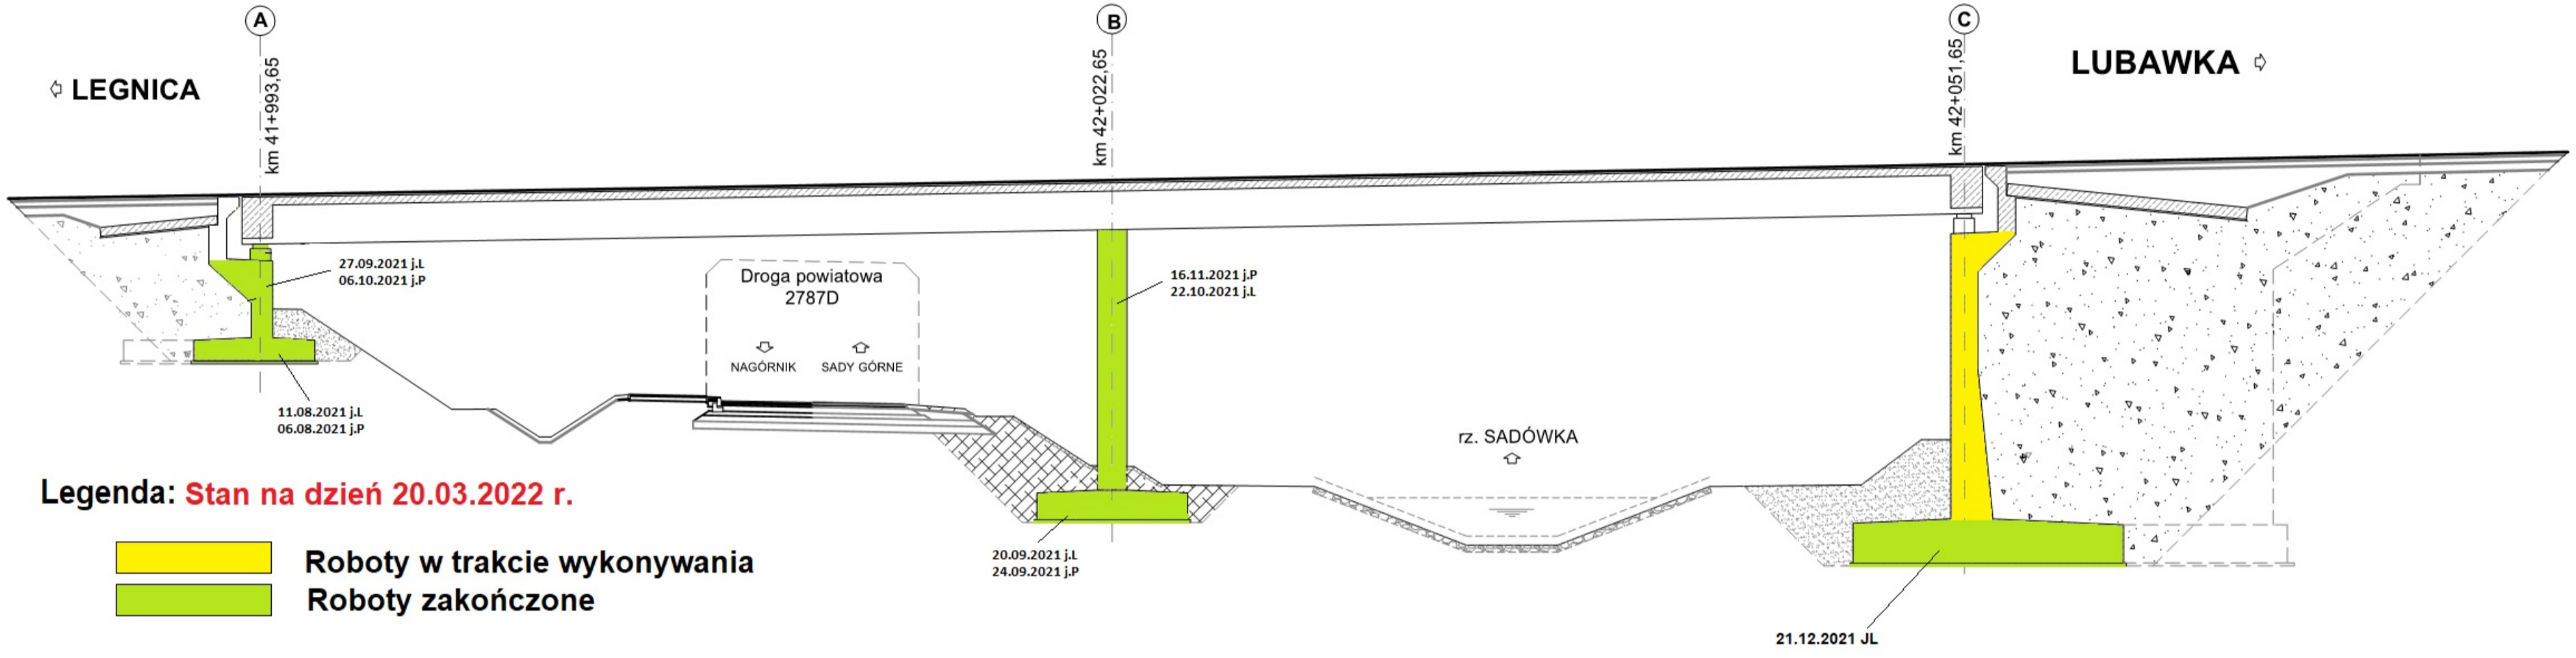 A
B
C
km 41+993,65
km 42+022,65
km 42+051,65
LEGNICA
LUBAWKA
27.09.2021 j.L
06.10.2021 j.P
Droga powiatowa
2787D
NAGÓRNIK SADY GÓRNE
16.11.2021 j.P
22.10.2021 j.L
11.08.2021 j.L
06.08.2021 j.P
rz. SADÓWKA
Legenda: Stan na dzień 20.03.2022 r.
Roboty w trakcie wykonywania
Roboty zakończone
20.09.2021 j.L
24.09.2021 j.P
21.12.2021 JL